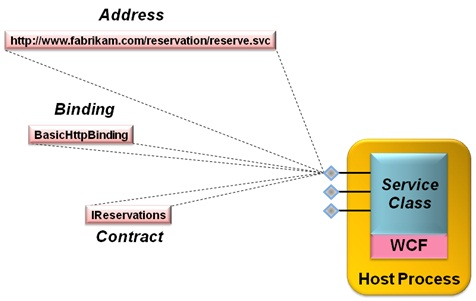 Address
http://www.fabrikam.com/reservation/reserve.svc
Binding
BasicHttpBinding
IReservations
Contract
Service
Class
WCF
Host Process